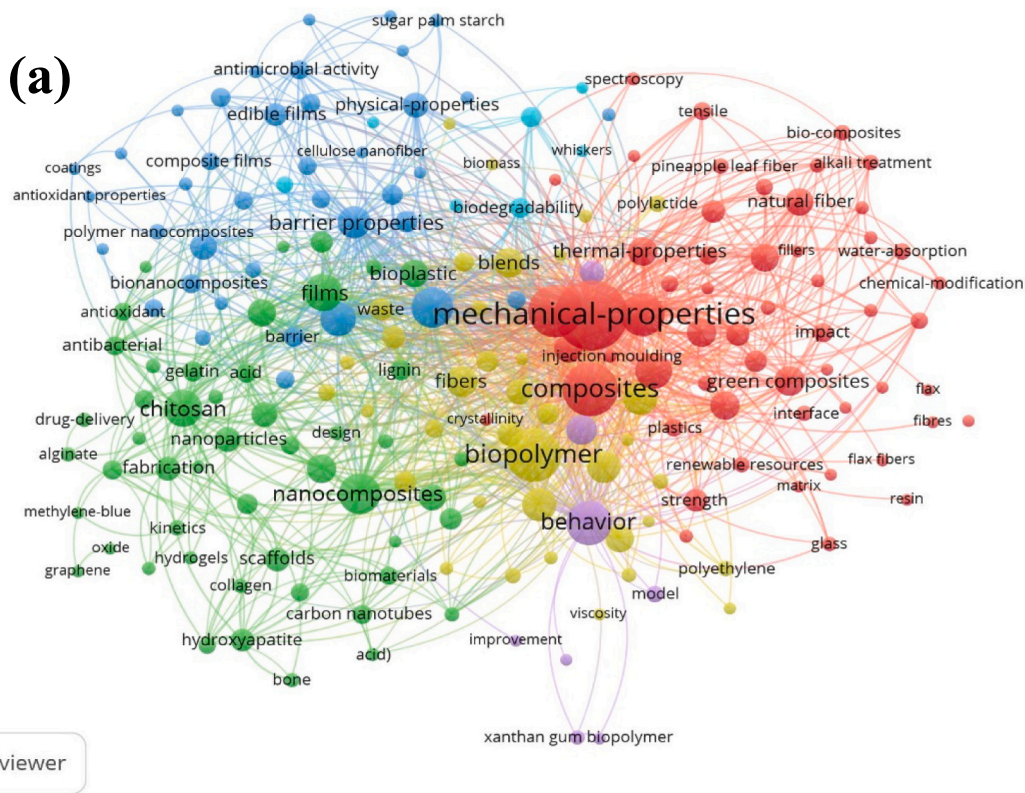 (a)
sugar palm starch
antimicrobial activity
spectroscopy
physical-properties
edible films
tensile
bio-composites
cellulose nanofiber
whiskers
composite films
biomass
coatings
pineapple leaf fiber
alkali treatment
antioxidant properties
biodegradability
polylactide
natural fiber
barrier properties
polymer nanocomposites
thermal-properties
fillers
water-absorption
blends
bioplastic
bionanocomposites
chemical-modification
films
antioxidant
waste
mechanical-properties
impact
barrier
antibacterial
injection moulding
gelatin
acid
lignin
fibers
composites
green composites
flax
chitosan
drug-delivery
crystallinity
interface
fibres
nanoparticles
design
plastics
alginate
biopolymer
fabrication
renewable resources
flax fibers
matrix
nanocomposites
strength
resin
methylene-blue
behavior
kinetics
oxide
glass
hydrogels
scaffolds
graphene
biomaterials
polyethylene
collagen
model
carbon nanotubes
viscosity
hydroxyapatite
improvement
acid)
bone
xanthan gum
biopolymer
viewer